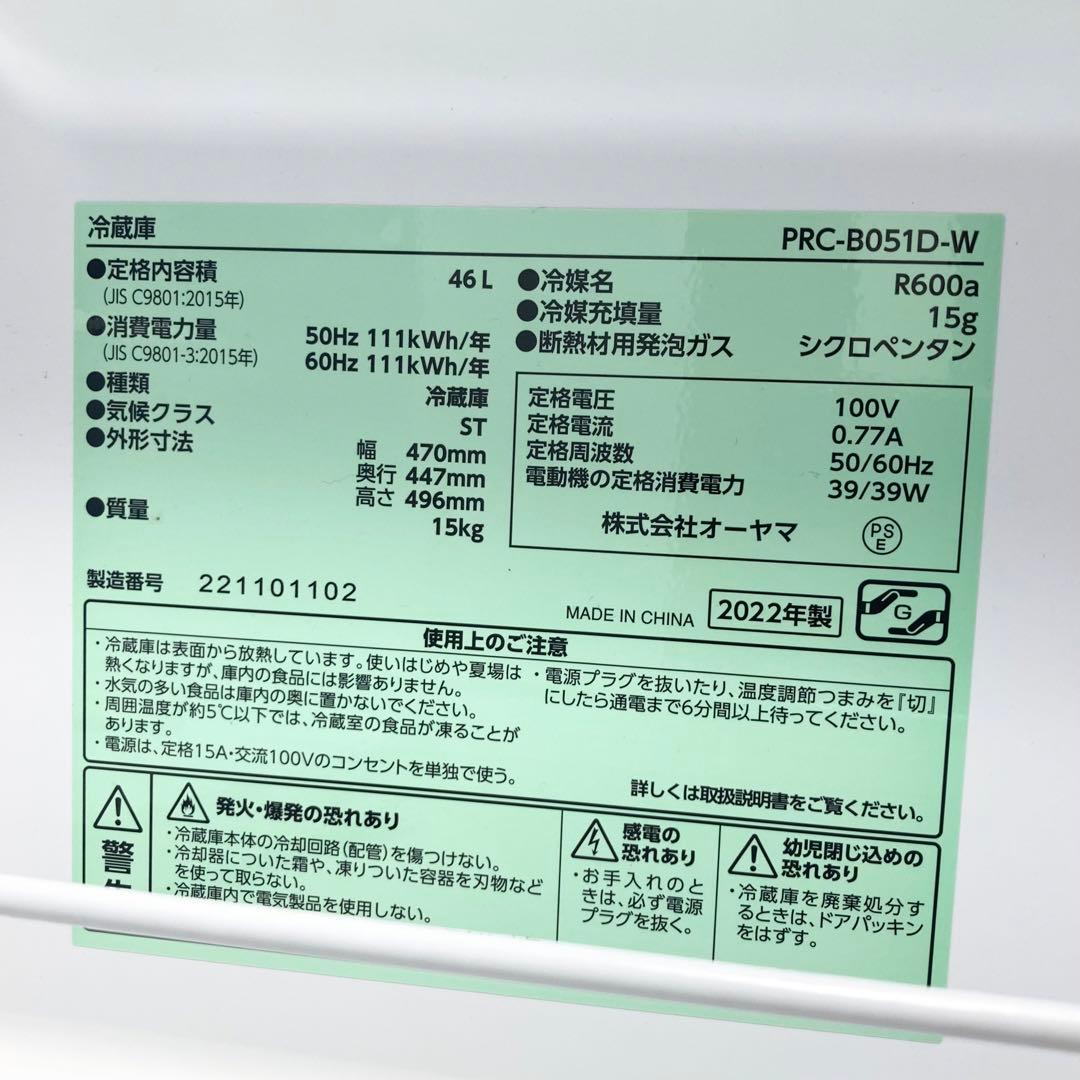 冷蔵庫
PRC-B051D-W
●定格内容積 46 L
(JIS C9801:2015年)
●消費電力量 50Hz 111kWh/年
(JIS C9801-3:2015年) 60Hz 111kWh/年
●種類 冷蔵庫
●気候クラス ST
●外形寸法 幅 470mm
奥行 447mm
高さ 496mm
●質量 15kg
●冷媒名 R600a
●冷媒充填量 15g
●断熱材用発泡ガス シクロペンタン
定格電圧 100V
定格電流 0.77A
定格周波数 50/60Hz
電動機の定格消費電力 39/39W
株式会社オーヤマ PS E
製造番号 221101102
MADE IN CHINA 2022年製 G
使用上のご注意
・冷蔵庫は表面から放熱しています。使いはじめや夏場は
熱くなりますが、庫内の食品には影響ありません。
・水気の多い食品は庫内の奥に置かないでください。
・周囲温度が約5℃以下では、冷蔵室の食品が凍ることが
あります。
・電源は、定格15A・交流100Vのコンセントを単独で使う。
・電源プラグを抜いたり、温度調節つまみを『切』
にしたら通電まで6分間以上待ってください。
詳しくは取扱説明書をご覧ください。
警
発火・爆発の恐れあり
・冷蔵庫本体の冷却回路(配管)を傷つけない。
・冷却器についた霜や、凍りついた容器を刃物など
を使って取らない。
・冷蔵庫内で電気製品を使用しない。
感電の
恐れあり
・お手入れのと
きは、必ず電源
プラグを抜く。
幼児閉じ込めの
恐れあり
・冷蔵庫を廃棄処分す
るときは、ドアパッキン
をはずす。